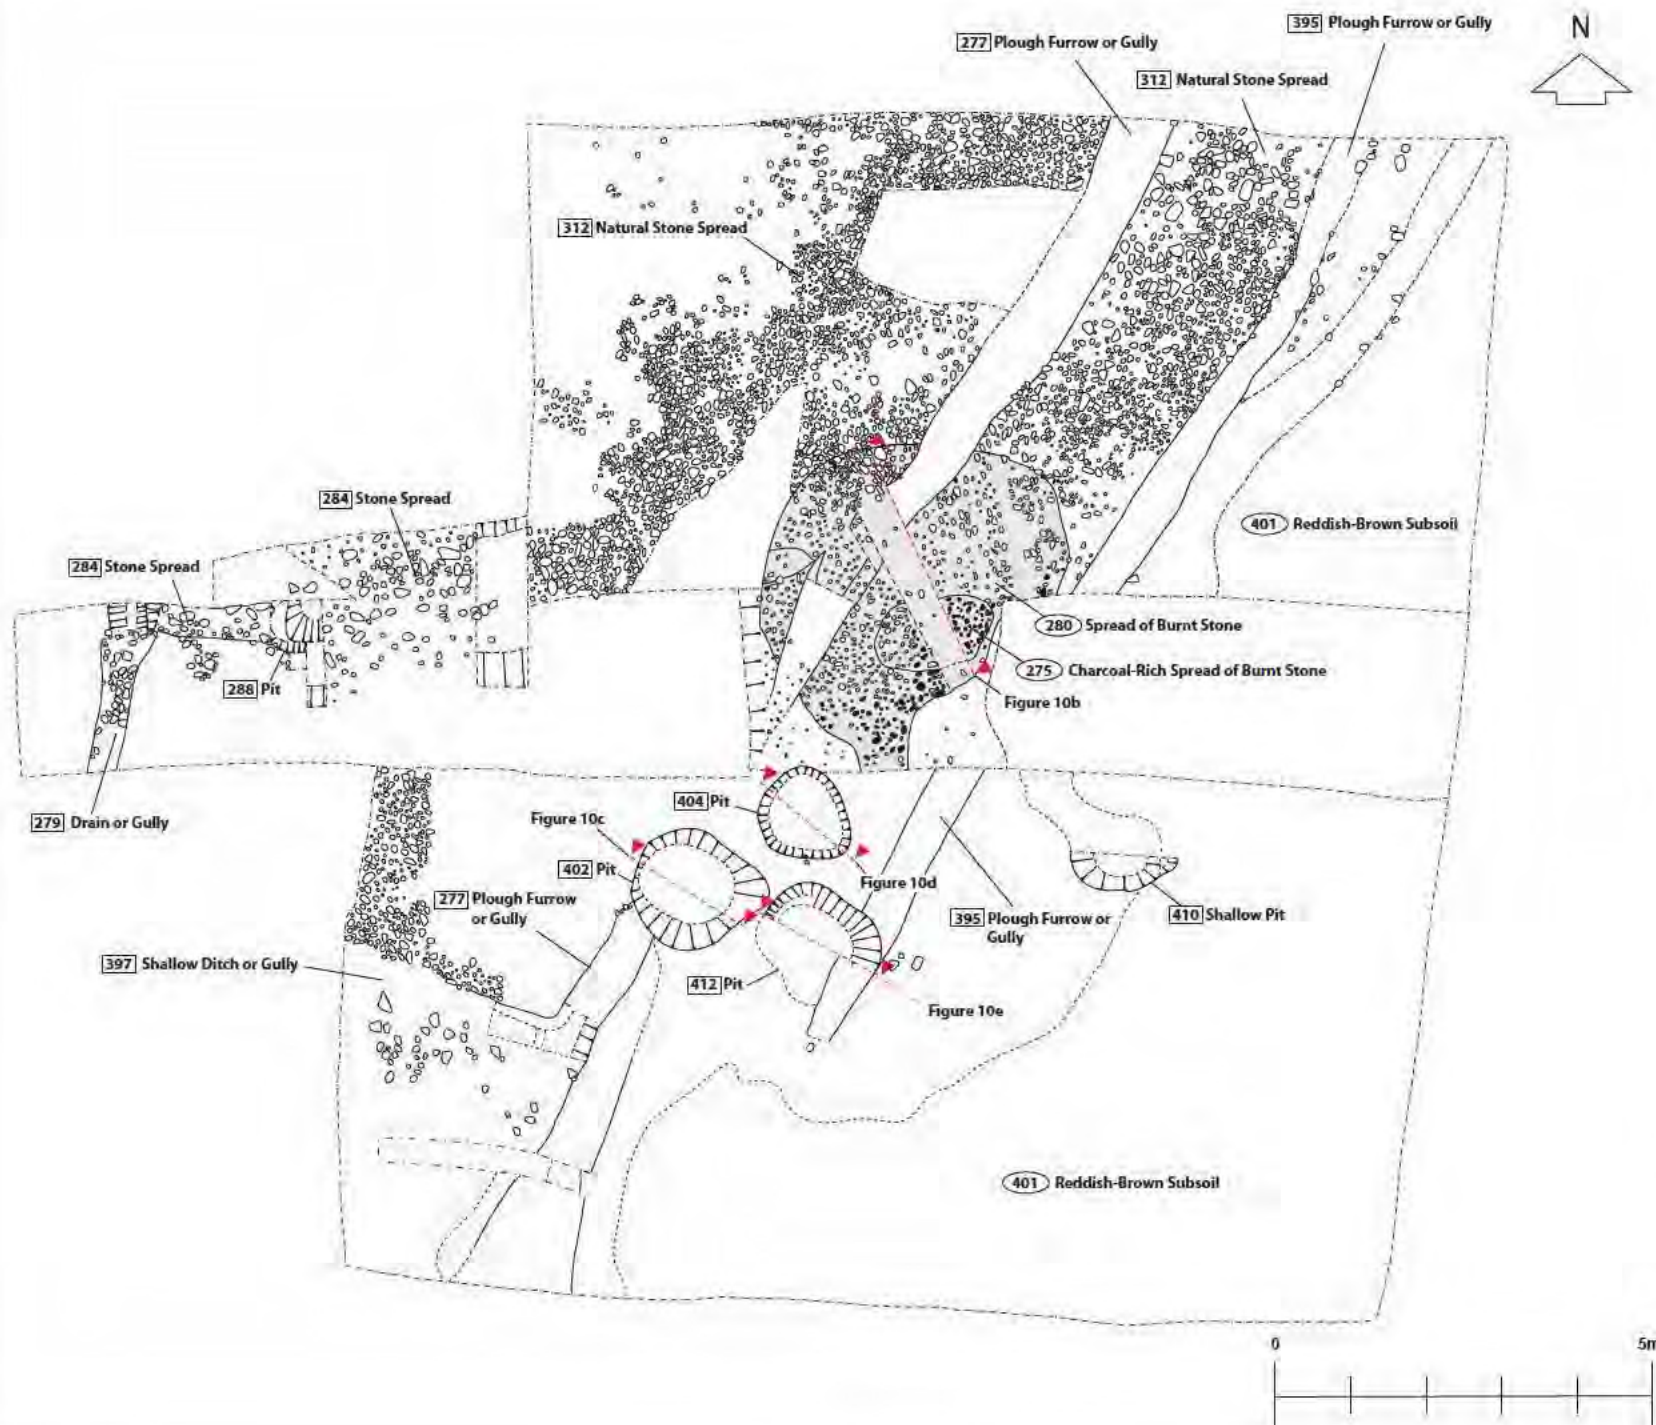 395 Plough Furrow or Gully
N
277 Plough Furrow or Gully
312 Natural Stone Spread
312 Natural Stone Spread
284 Stone Spread
401 Reddish-Brown Subsoil
284 Stone Spread
280 Spread of Burnt Stone
275 Charcoal-Rich Spread of Burnt Stone
288 Pit
Figure 10b
404 Pit
279 Drain or Gully
Figure 10c
402 Pit
Figure 10d
277 Plough Furrow
or Gully
395 Plough Furrow or
Gully
410 Shallow Pit
397 Shallow Ditch or Gully
412 Pit
Figure 10e
401 Reddish-Brown Subsoil
0
5m